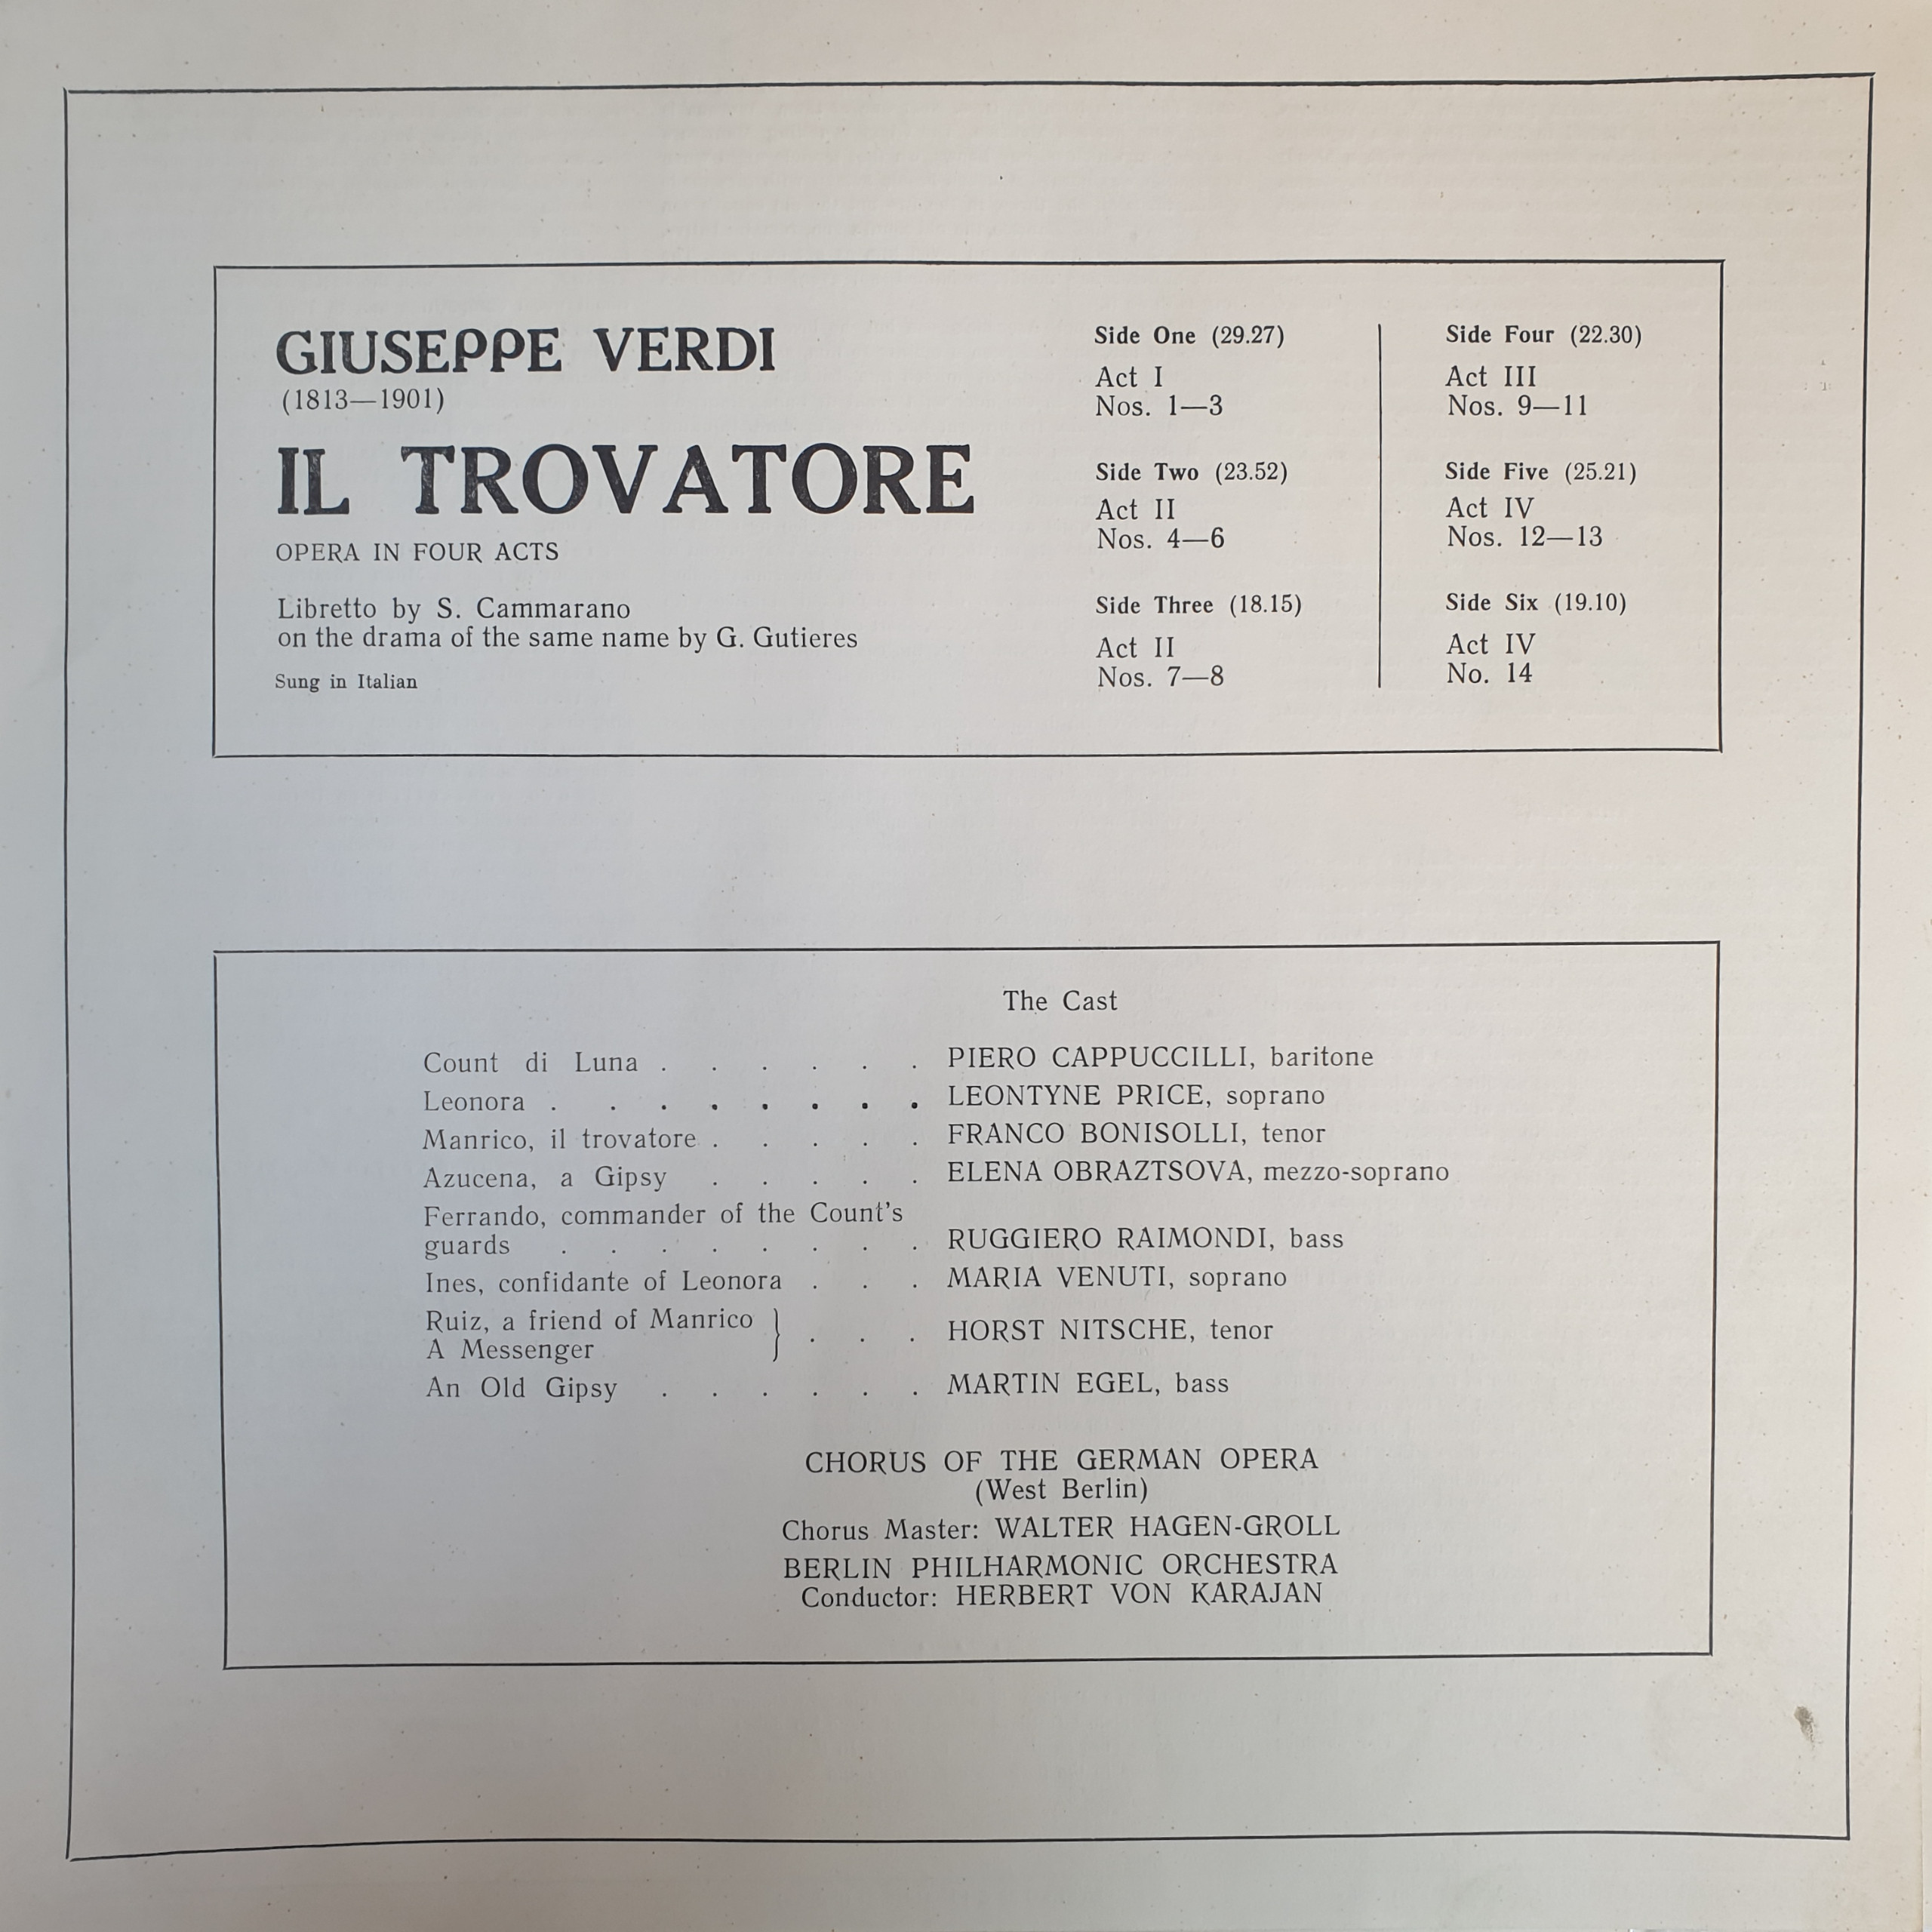 GIUSEPPE VERDI
(1813—1901)
IL TROVATORE
OPERA IN FOUR ACTS
Libretto by S. Cammarano
on the drama of the same name by G. Gutieres
Sung in Italian
Side One (29.27)
Act I
Nos. 1—3
Side Two (23.52)
Act II
Nos. 4—6
Side Three (18.15)
Act II
Nos. 7—8
Side Four (22.30)
Act III
Nos. 9—11
Side Five (25.21)
Act IV
Nos. 12—13
Side Six (19.10)
Act IV
No. 14
The Cast
Count di Luna . . . . . . PIERO CAPPUCCILLI, baritone
Leonora . . . . . . . . LEONTYNE PRICE, soprano
Manrico, il trovatore . . . . . FRANCO BONISOLLI, tenor
Azucena, a Gipsy . . . . . ELENA OBRAZTSOVA, mezzo-soprano
Ferrando, commander of the Count's
guards . . . . . . . . RUGGIERO RAIMONDI, bass
Ines, confidante of Leonora . . . MARIA VENUTI, soprano
Ruiz, a friend of Manrico
A Messenger } . . . HORST NITSCHE, tenor
An Old Gipsy . . . . . . MARTIN EGEL, bass
CHORUS OF THE GERMAN OPERA
(West Berlin)
Chorus Master: WALTER HAGEN-GROLL
BERLIN PHILHARMONIC ORCHESTRA
Conductor: HERBERT VON KARAJAN